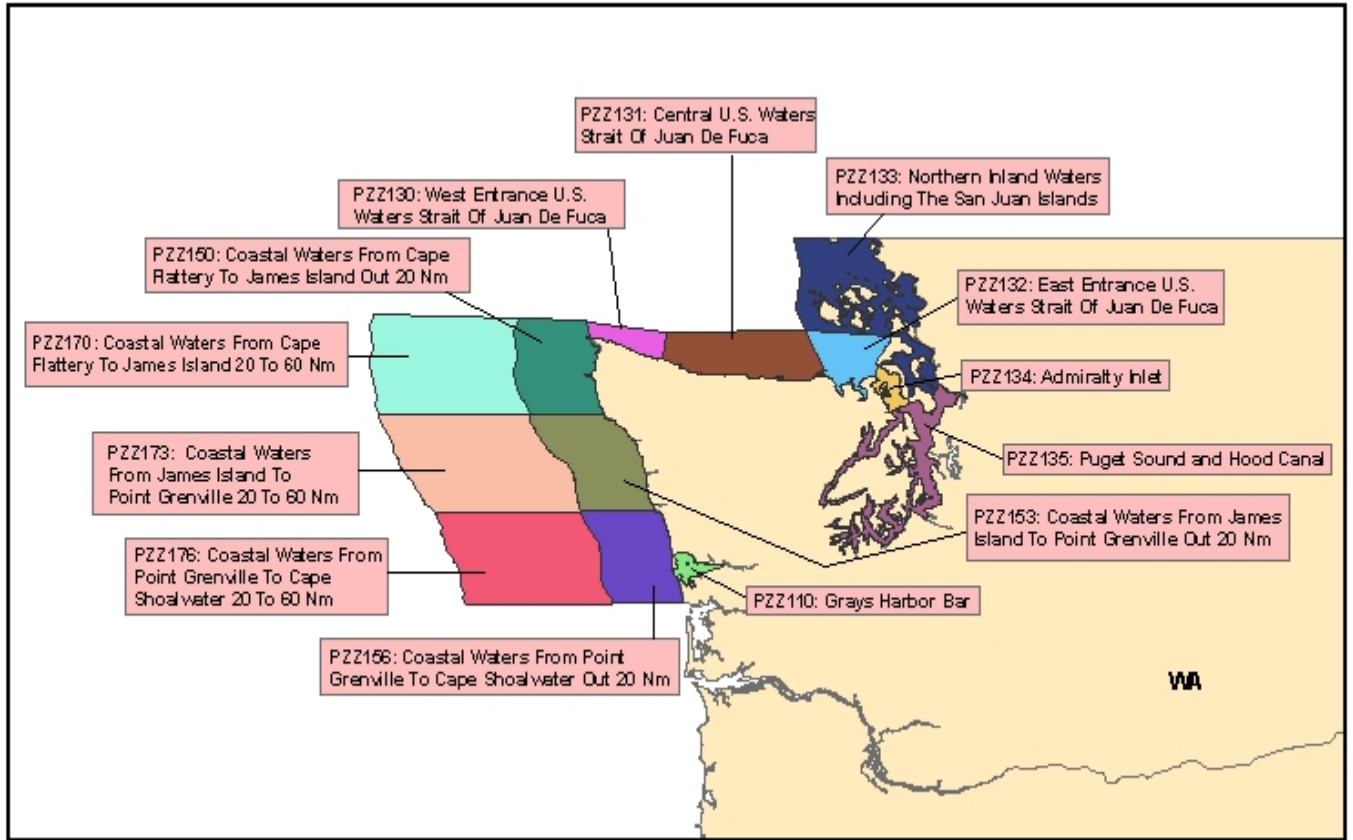 PZZ131: Central U.S. Waters
Strait Of Juan De Fuca
PZZ133: Northern Inland Waters
Including The San Juan Islands
PZZ130: West Entrance U.S.
Waters Strait Of Juan De Fuca
PZZ150: Coastal Waters From Cape
Flattery To James Island Out 20 Nm
PZZ132: East Entrance U.S.
Waters Strait Of Juan De Fuca
PZZ170: Coastal Waters From Cape
Flattery To James Island 20 To 60 Nm
PZZ134: Admiralty Inlet
PZZ173: Coastal Waters
From James Island To
Point Grenville 20 To 60 Nm
PZZ135: Puget Sound and Hood Canal
PZZ153: Coastal Waters From James
Island To Point Grenville Out 20 Nm
PZZ176: Coastal Waters From
Point Grenville To Cape
Shoalwater 20 To 60 Nm
PZZ110: Grays Harbor Bar
PZZ156: Coastal Waters From Point
Grenville To Cape Shoalwater Out 20 Nm
WA